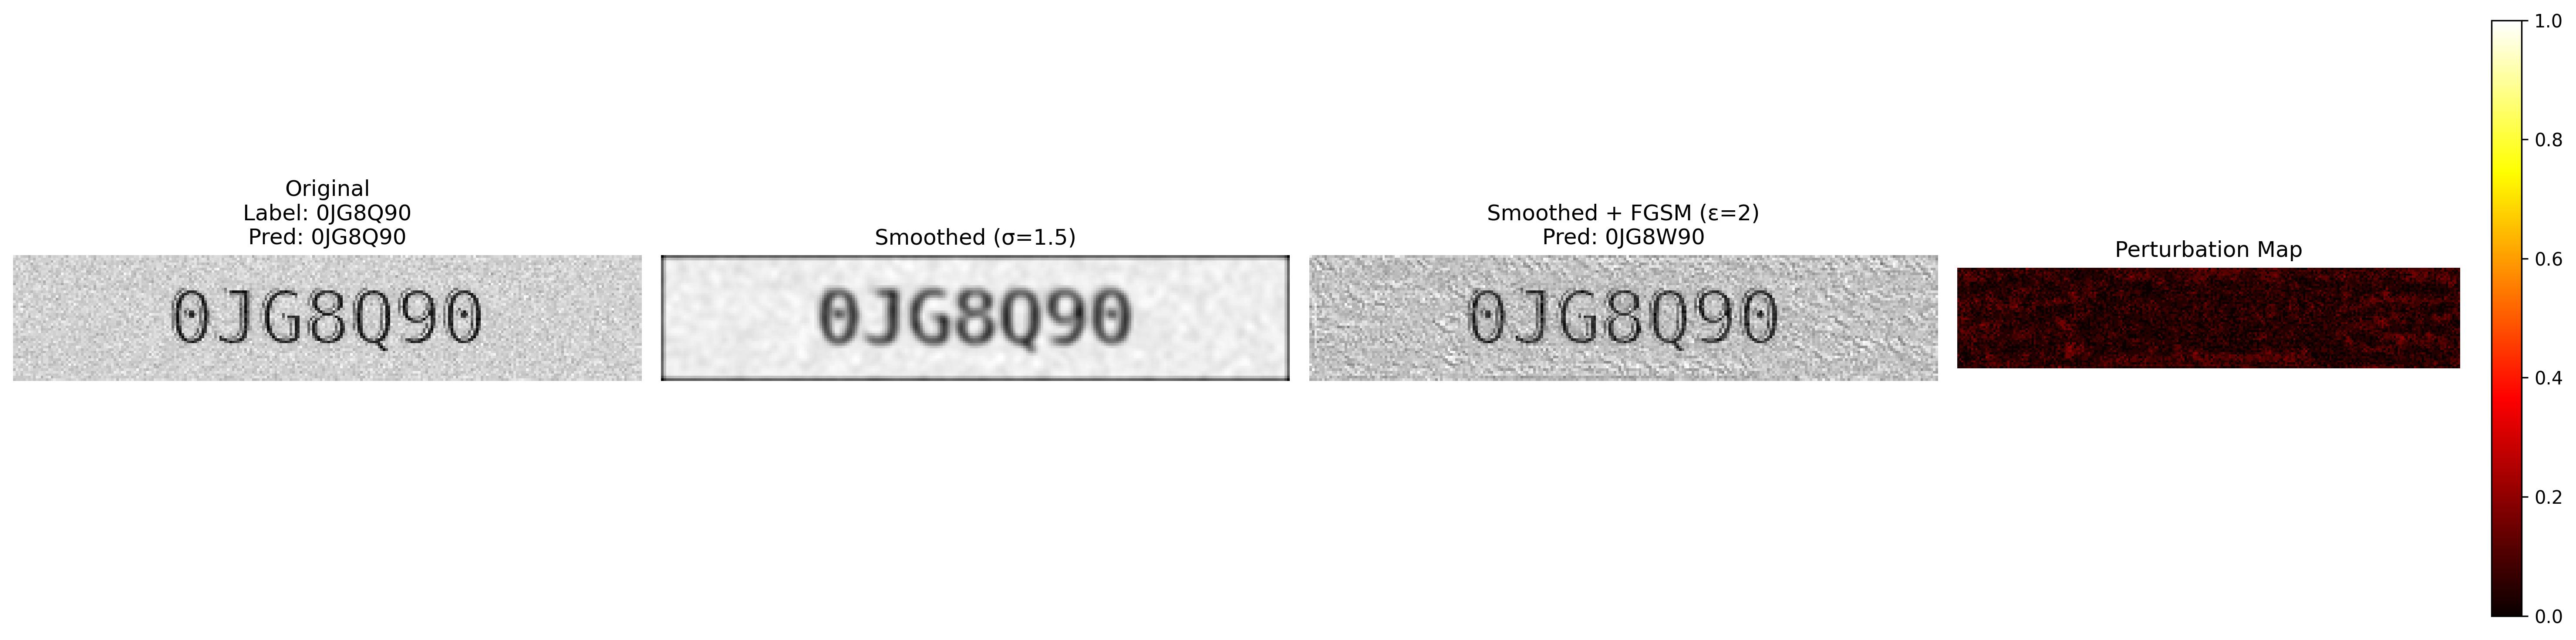 Original
Label: 0JG8Q90
Pred: 0JG8Q90
0JG8Q90
Smoothed (σ=1.5)
0JG8Q90
Smoothed + FGSM (ε=2)
Pred: 0JG8W90
0JG8Q90
Perturbation Map
1.0
0.8
0.6
0.4
0.2
0.0